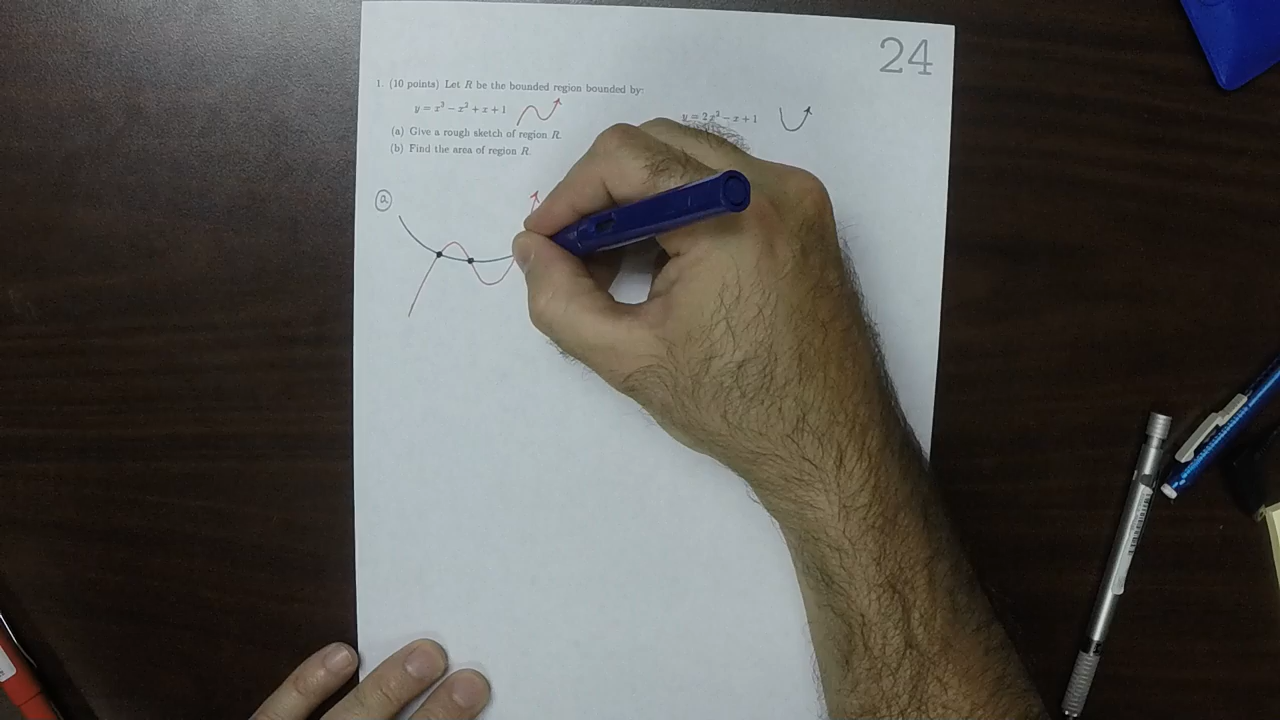 24
1. (10 points) Let R be the bounded region bounded by:
y = x³ − x² + x + 1 y = 2x² − x + 1
(a) Give a rough sketch of region R.
(b) Find the area of region R.
a